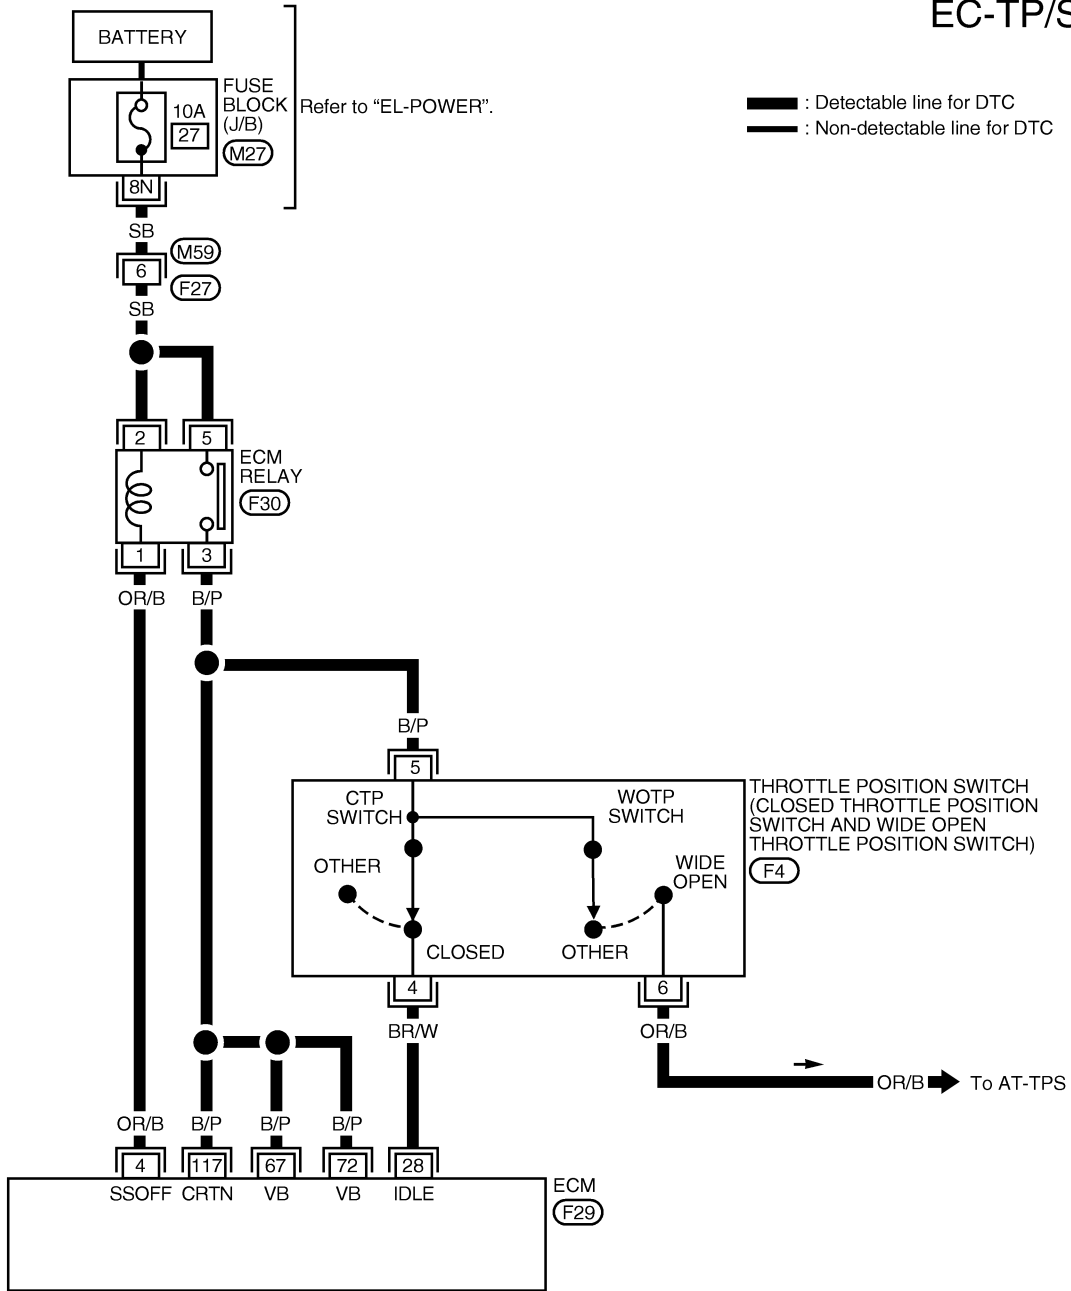 EC-TP/S
BATTERY
FUSE
BLOCK
(J/B)
M27
10A
27
Refer to “EL-POWER”.
: Detectable line for DTC
: Non-detectable line for DTC
8N
SB
M59
6
F27
SB
2
5
ECM
RELAY
F30
1
3
OR/B
B/P
B/P
5
THROTTLE POSITION SWITCH
(CLOSED THROTTLE POSITION
SWITCH AND WIDE OPEN
THROTTLE POSITION SWITCH)
F4
CTP
SWITCH
WOTP
SWITCH
OTHER
WIDE
OPEN
CLOSED
OTHER
4
6
BR/W
OR/B
OR/B
To AT-TPS
OR/B
B/P
B/P
B/P
4
117
67
72
28
SSOFF
CRTN
VB
VB
IDLE
ECM
F29